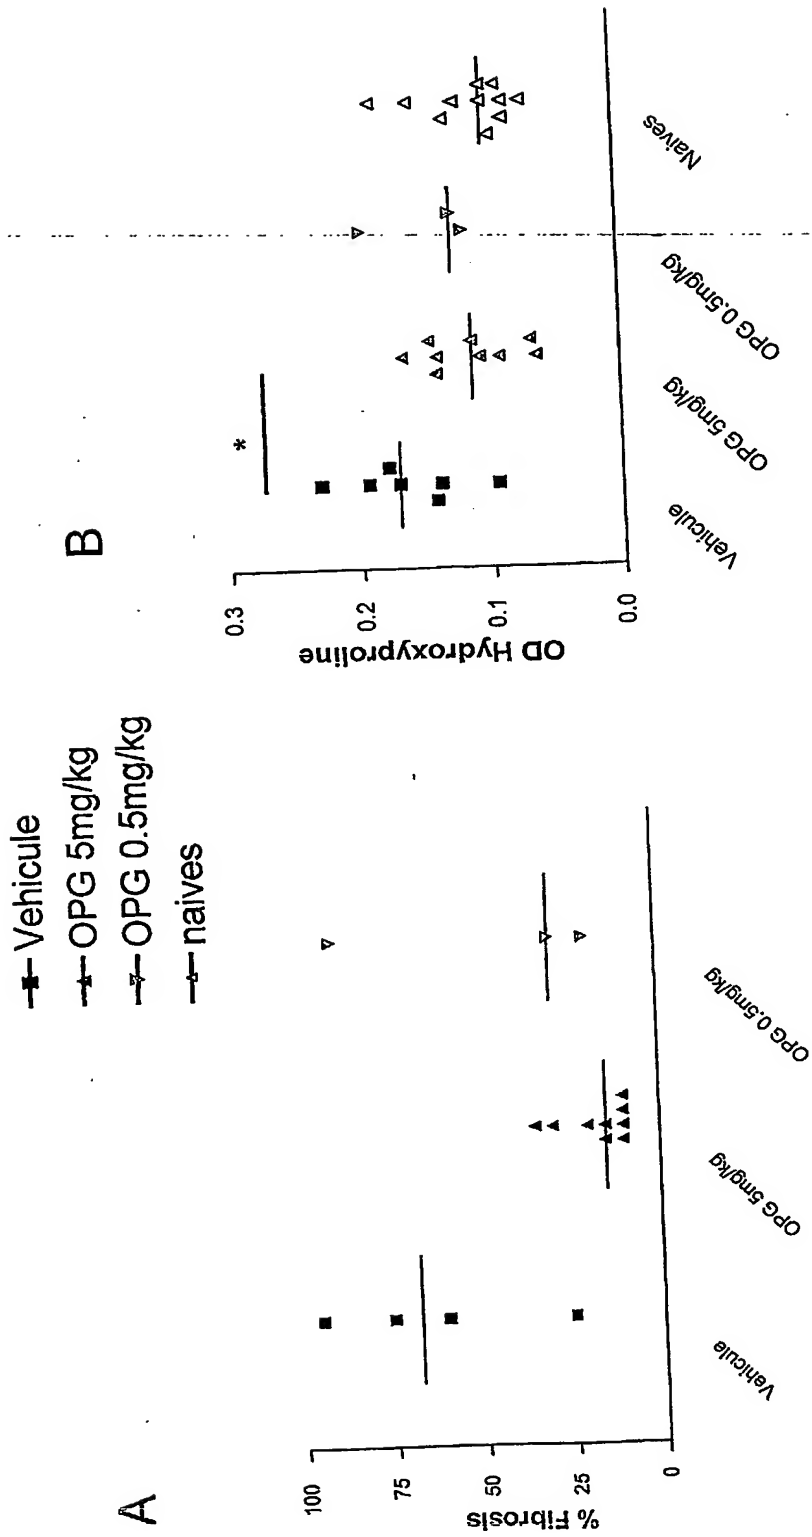 A
Vehicule
OPG 5mg/kg
OPG 0.5mg/kg
naives
100
75
50
25
0
% Fibrosis
Vehicule
OPG 5mg/kg
OPG 0.5mg/kg
B
*
0.3
0.2
0.1
0.0
OD Hydroxyproline
Vehicule
OPG 5mg/kg
OPG 0.5mg/kg
Naives